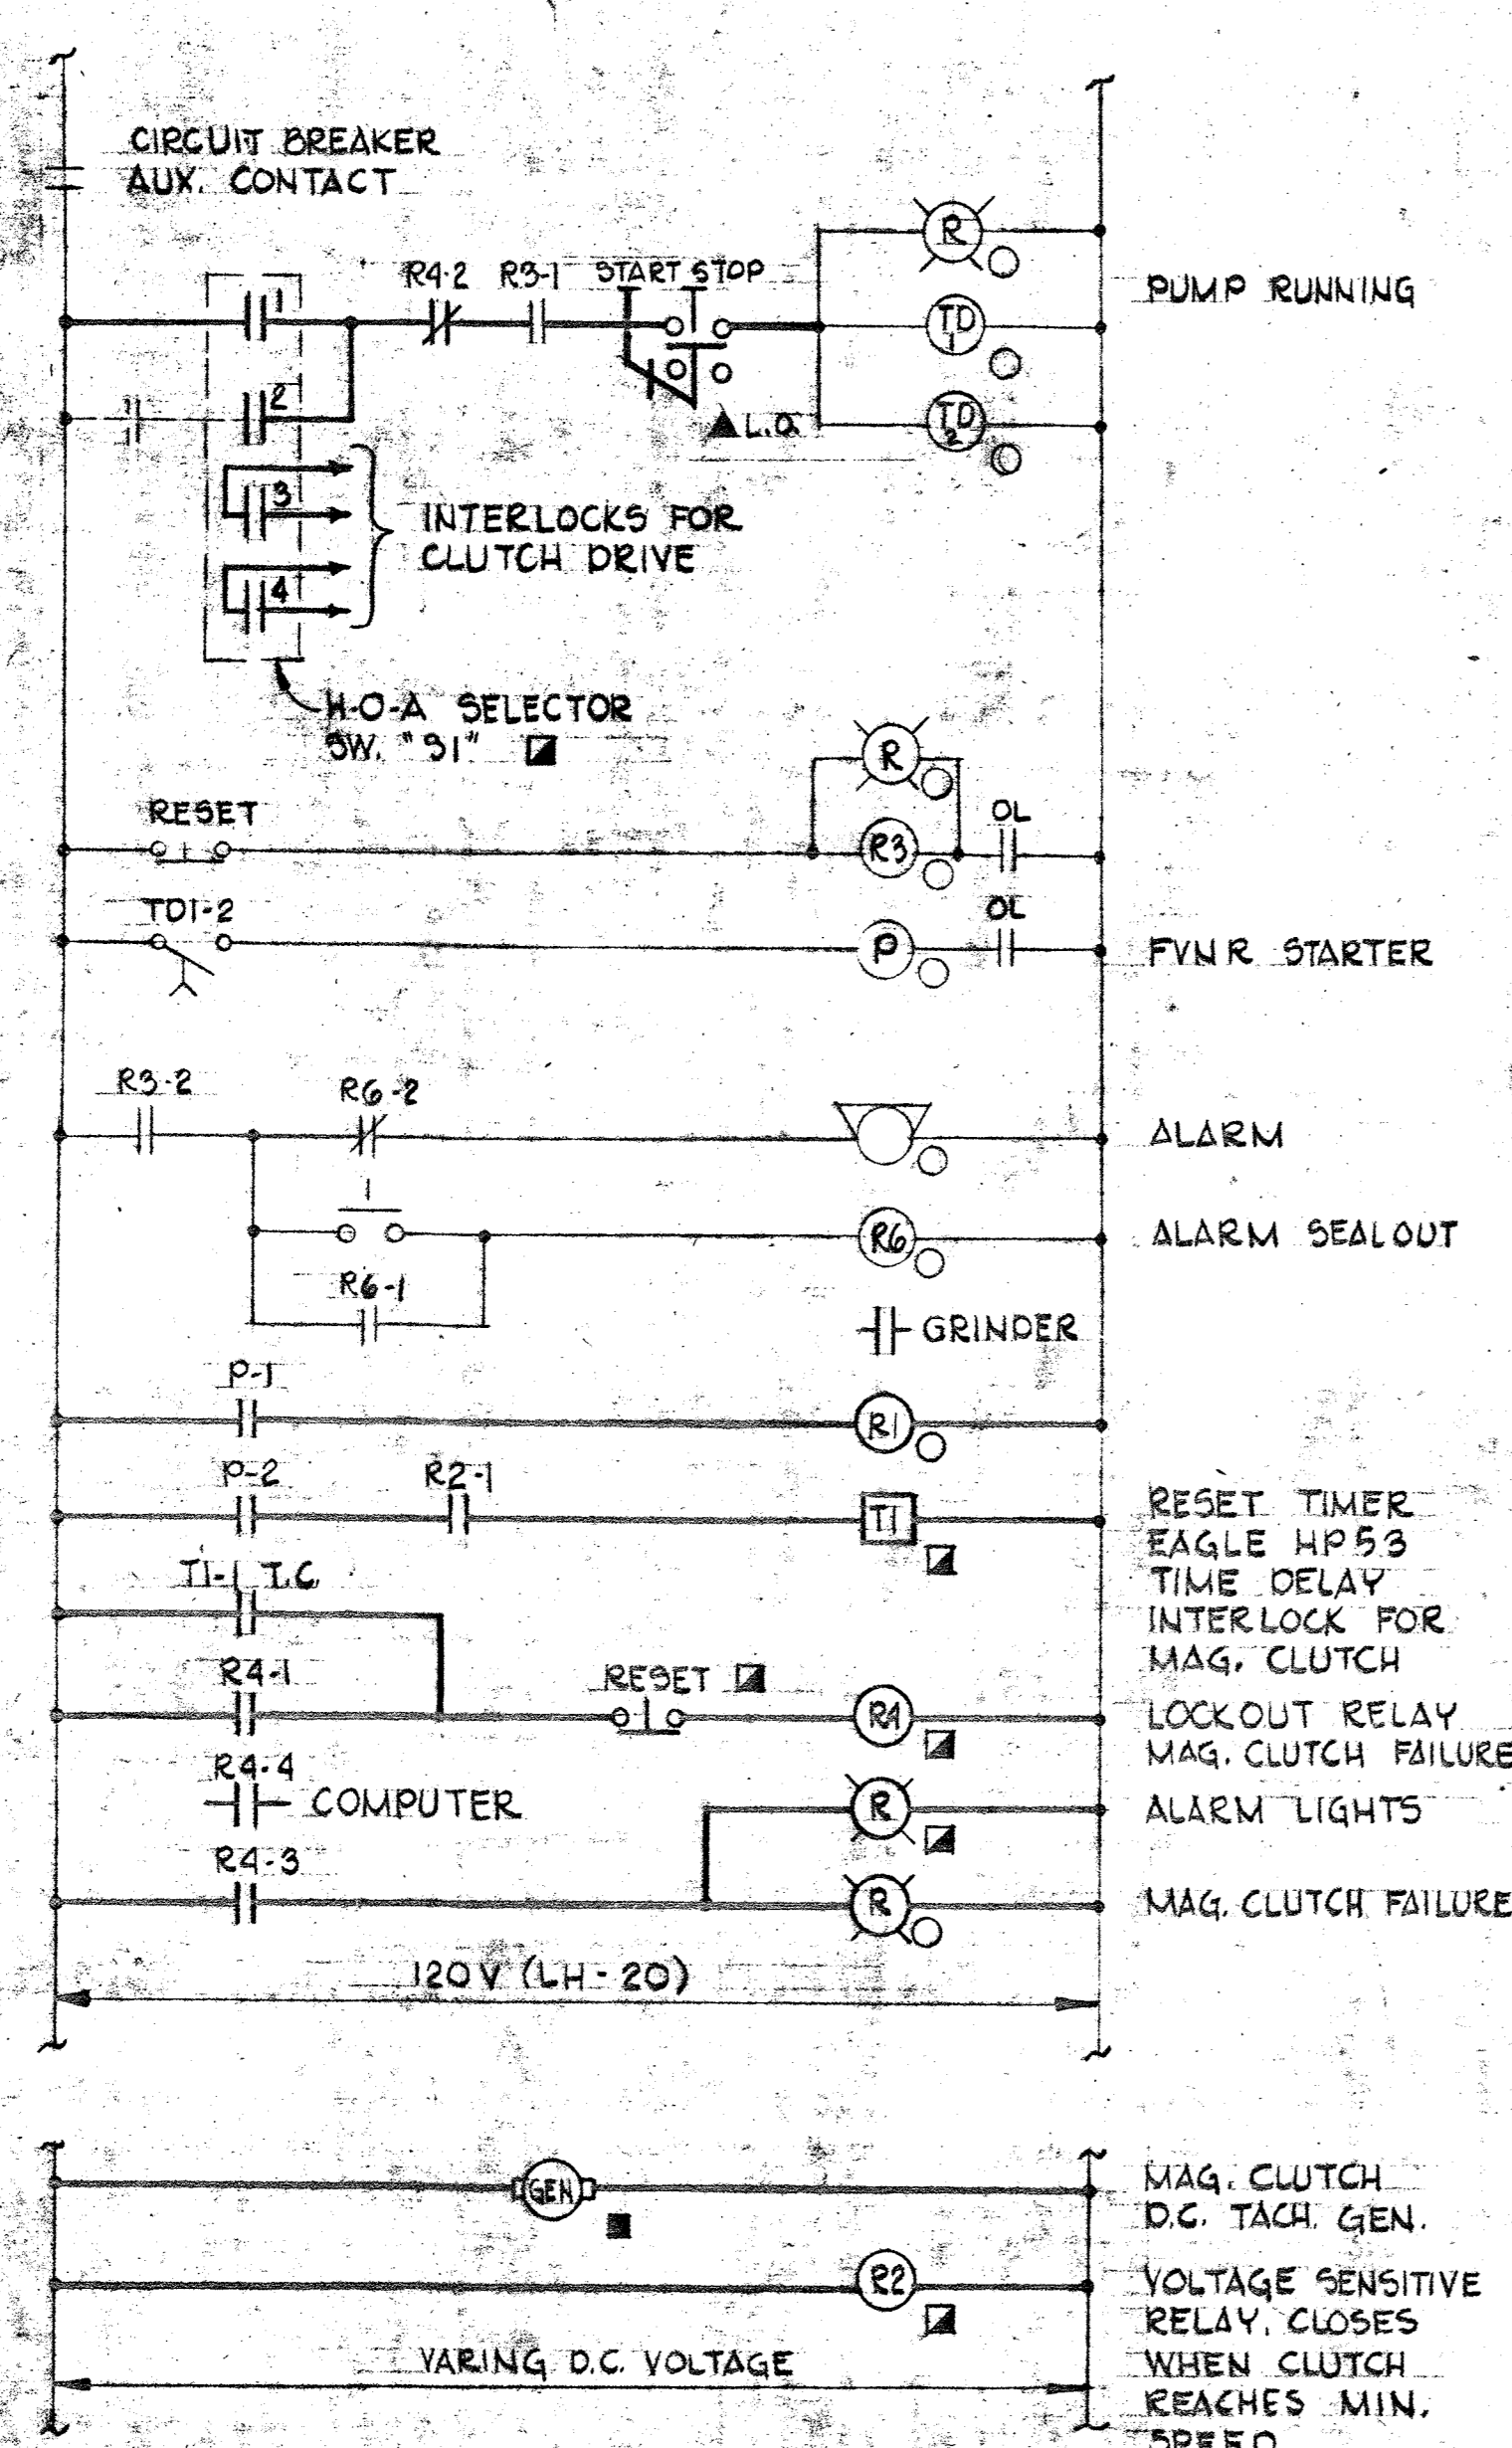 CIRCUIT BREAKER
AUX. CONTACT
R
1
R4-2 R3-1 START STOP
PUMP RUNNING
TD
1
2
L.O.
TD
2
3
INTERLOCKS FOR
CLUTCH DRIVE
4
H-O-A SELECTOR
SW. "S1"
R
RESET
OL
R3
TD1-2
OL
P
FVNR STARTER
R3-2
R6-2
ALARM
R6
ALARM SEALOUT
R6-1
GRINDER
P-1
R1
P-2
R2-1
T1
RESET TIMER
EAGLE HP53
TIME DELAY
INTERLOCK FOR
MAG. CLUTCH
T1-1 T.C.
R4-1
RESET
R4
LOCKOUT RELAY
MAG. CLUTCH FAILURE
R4-4
COMPUTER
R
ALARM LIGHTS
R4-3
R
MAG. CLUTCH FAILURE
120V (LH-20)
GEN
MAG. CLUTCH
D.C. TACH. GEN.
R2
VOLTAGE SENSITIVE
RELAY. CLOSES
WHEN CLUTCH
REACHES MIN.
SPEED
VARING D.C. VOLTAGE